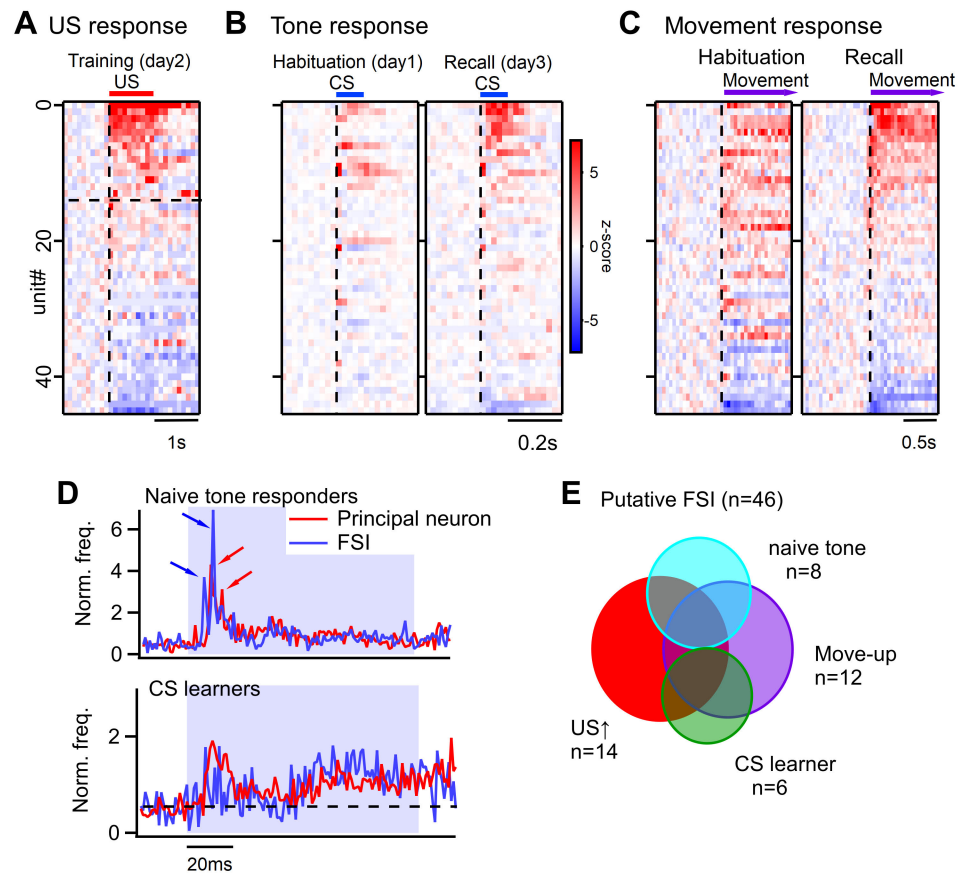 A US response
B Tone response
C Movement response
Training (day2)
US
Habituation (day1)
CS
Recall (day3)
CS
Habituation
Movement
Recall
Movement
0
20
40
unit#
1s
5
0
-5
z-score
0.2s
0.5s
D
Naive tone responders
Principal neuron
FSI
Norm. freq.
6
4
2
0
CS learners
Norm. freq.
2
0
20ms
E Putative FSI (n=46)
naive tone
n=8
Move-up
n=12
US↑
n=14
CS learner
n=6